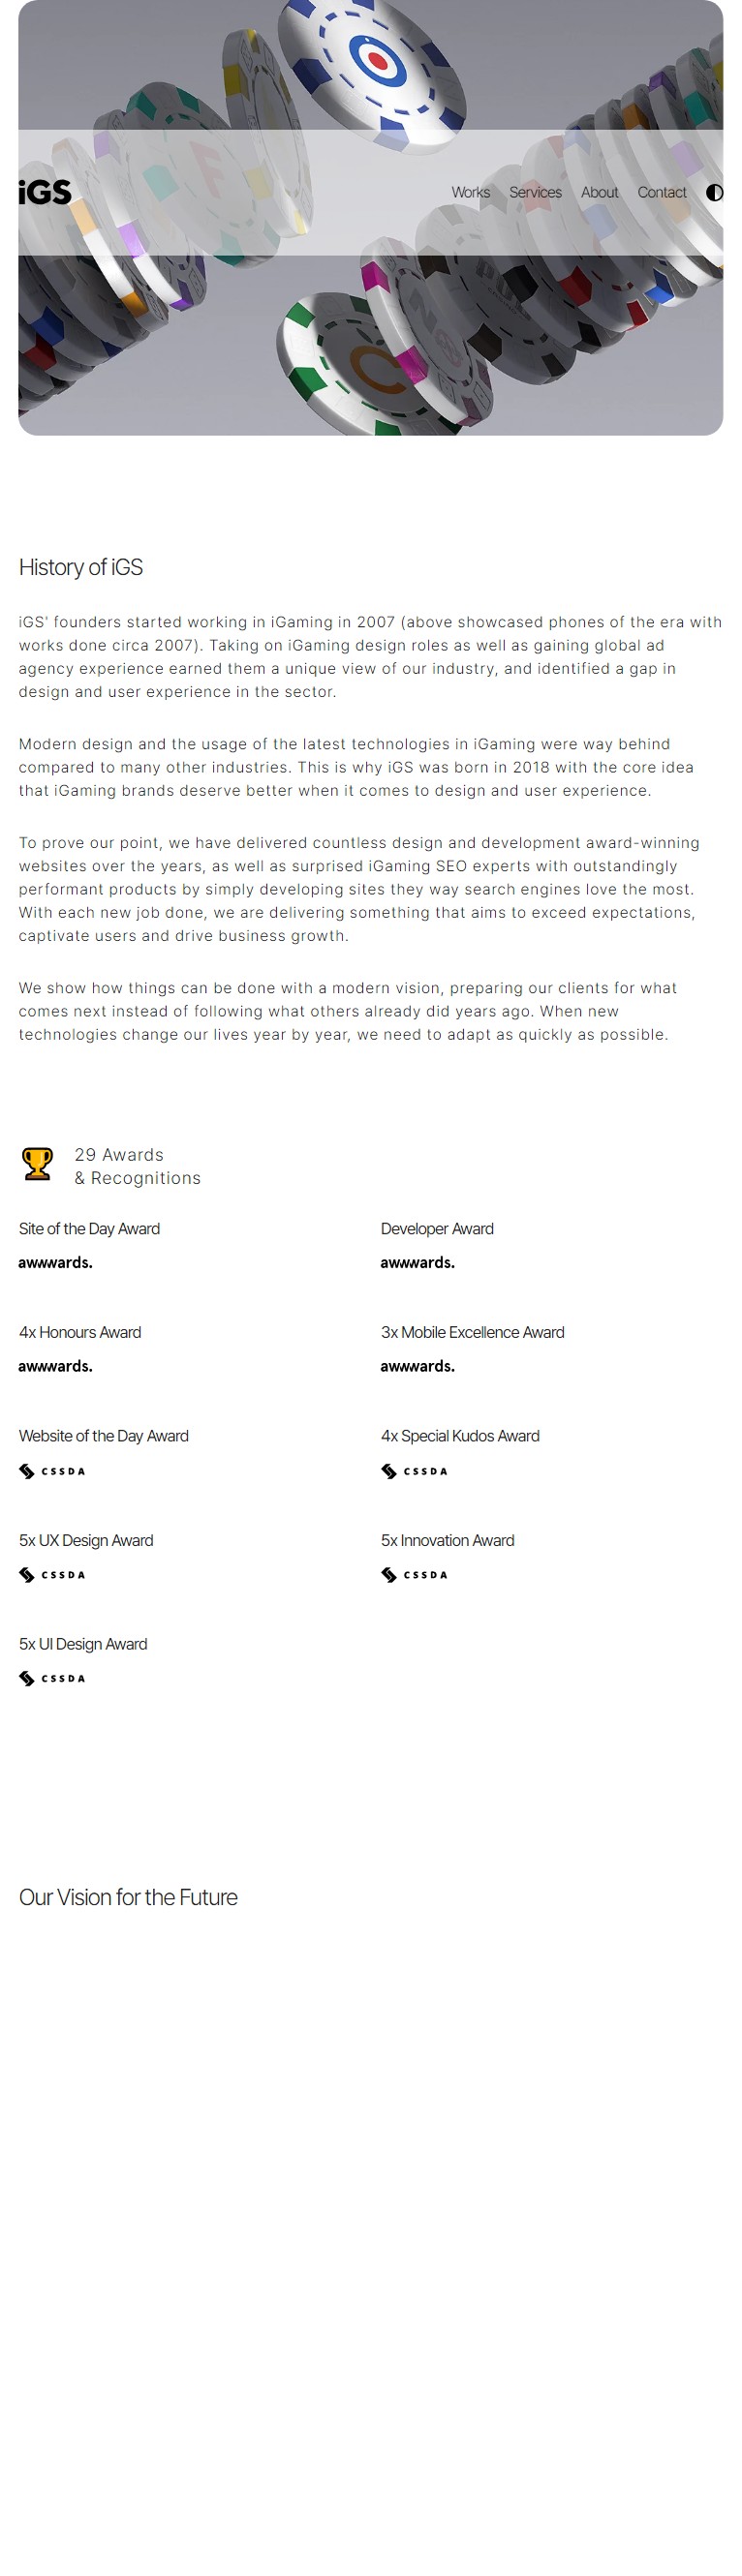 iGS
Works
Services
About
Contact
History of iGS
iGS' founders started working in iGaming in 2007 (above showcased phones of the era with
works done circa 2007). Taking on iGaming design roles as well as gaining global ad
agency experience earned them a unique view of our industry, and identified a gap in
design and user experience in the sector.
Modern design and the usage of the latest technologies in iGaming were way behind
compared to many other industries. This is why iGS was born in 2018 with the core idea
that iGaming brands deserve better when it comes to design and user experience.
To prove our point, we have delivered countless design and development award-winning
websites over the years, as well as surprised iGaming SEO experts with outstandingly
performant products by simply developing sites they way search engines love the most.
With each new job done, we are delivering something that aims to exceed expectations,
captivate users and drive business growth.
We show how things can be done with a modern vision, preparing our clients for what
comes next instead of following what others already did years ago. When new
technologies change our lives year by year, we need to adapt as quickly as possible.
29 Awards
& Recognitions
Site of the Day Award
awwwards.
Developer Award
awwwards.
4x Honours Award
awwwards.
3x Mobile Excellence Award
awwwards.
Website of the Day Award
CSSDA
4x Special Kudos Award
CSSDA
5x UX Design Award
CSSDA
5x Innovation Award
CSSDA
5x UI Design Award
CSSDA
Our Vision for the Future